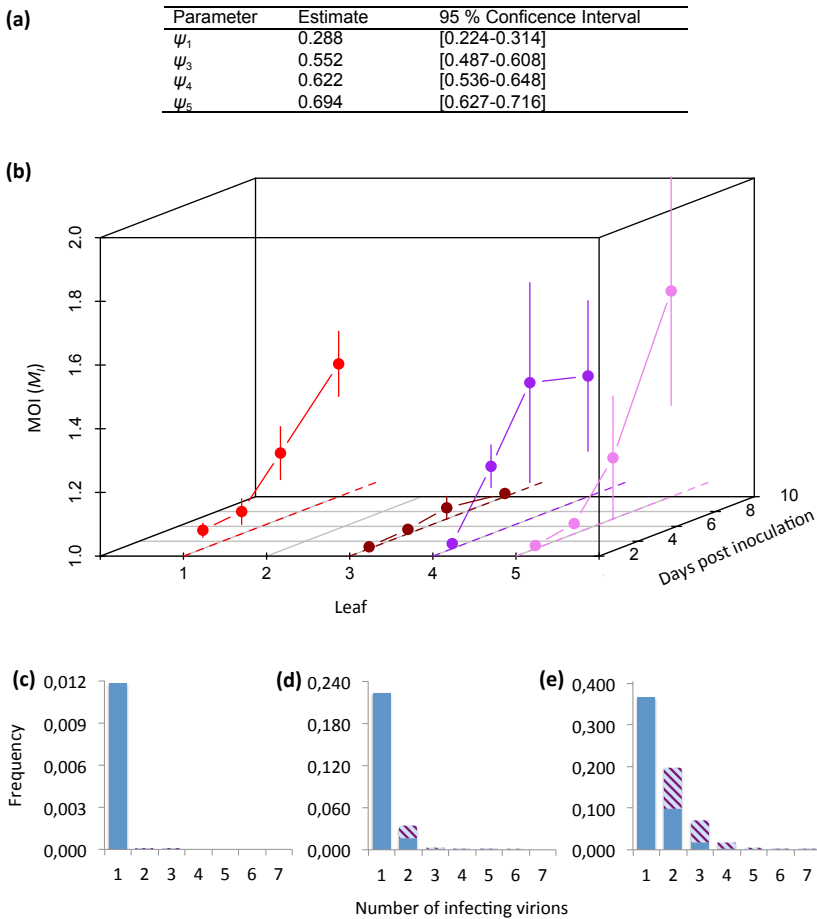 (a)
Parameter Estimate 95 % Conficence Interval
ψ1 0.288 [0.224-0.314]
ψ3 0.552 [0.487-0.608]
ψ4 0.622 [0.536-0.648]
ψ5 0.694 [0.627-0.716]
(b)
MOI (MI)
2.0
1.8
1.6
1.4
1.2
1.0
1 2 3 4 5
Leaf
2 4 6 8 10
Days post inoculation
(c) (d) (e)
Frequency
0,012
0,009
0,006
0,003
0,000
1 2 3 4 5 6 7
0,240
0,180
0,120
0,060
0,000
1 2 3 4 5 6 7
0,400
0,300
0,200
0,100
0,000
1 2 3 4 5 6 7
Number of infecting virions